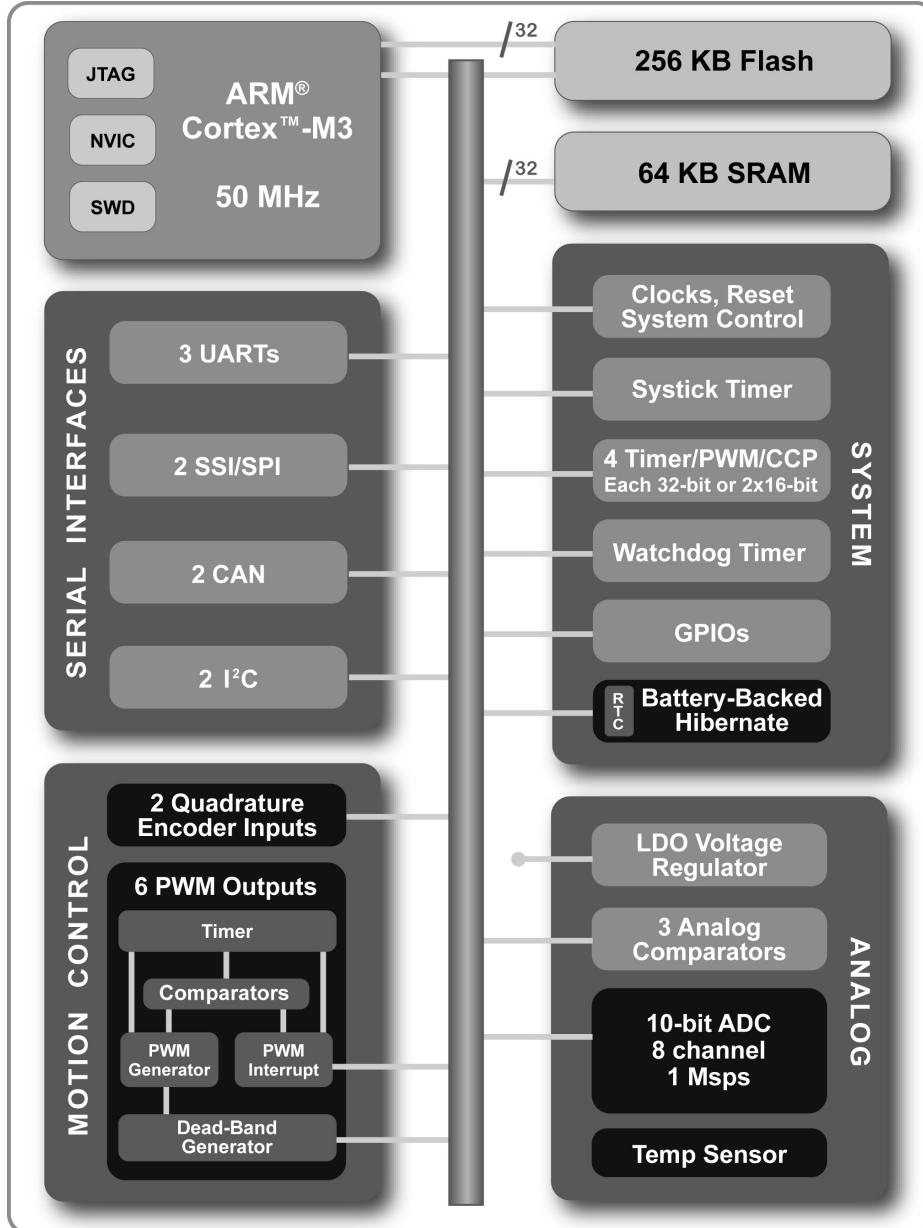 JTAG
NVIC
SWD
ARM®
Cortex™-M3
50 MHz
32
256 KB Flash
32
64 KB SRAM
SERIAL INTERFACES
3 UARTs
2 SSI/SPI
2 CAN
2 I²C
SYSTEM
Clocks, Reset
System Control
Systick Timer
4 Timer/PWM/CCP
Each 32-bit or 2x16-bit
Watchdog Timer
GPIOs
RTC
Battery-Backed
Hibernate
MOTION CONTROL
2 Quadrature
Encoder Inputs
6 PWM Outputs
Timer
Comparators
PWM
Generator
PWM
Interrupt
Dead-Band
Generator
ANALOG
LDO Voltage
Regulator
3 Analog
Comparators
10-bit ADC
8 channel
1 Msps
Temp Sensor